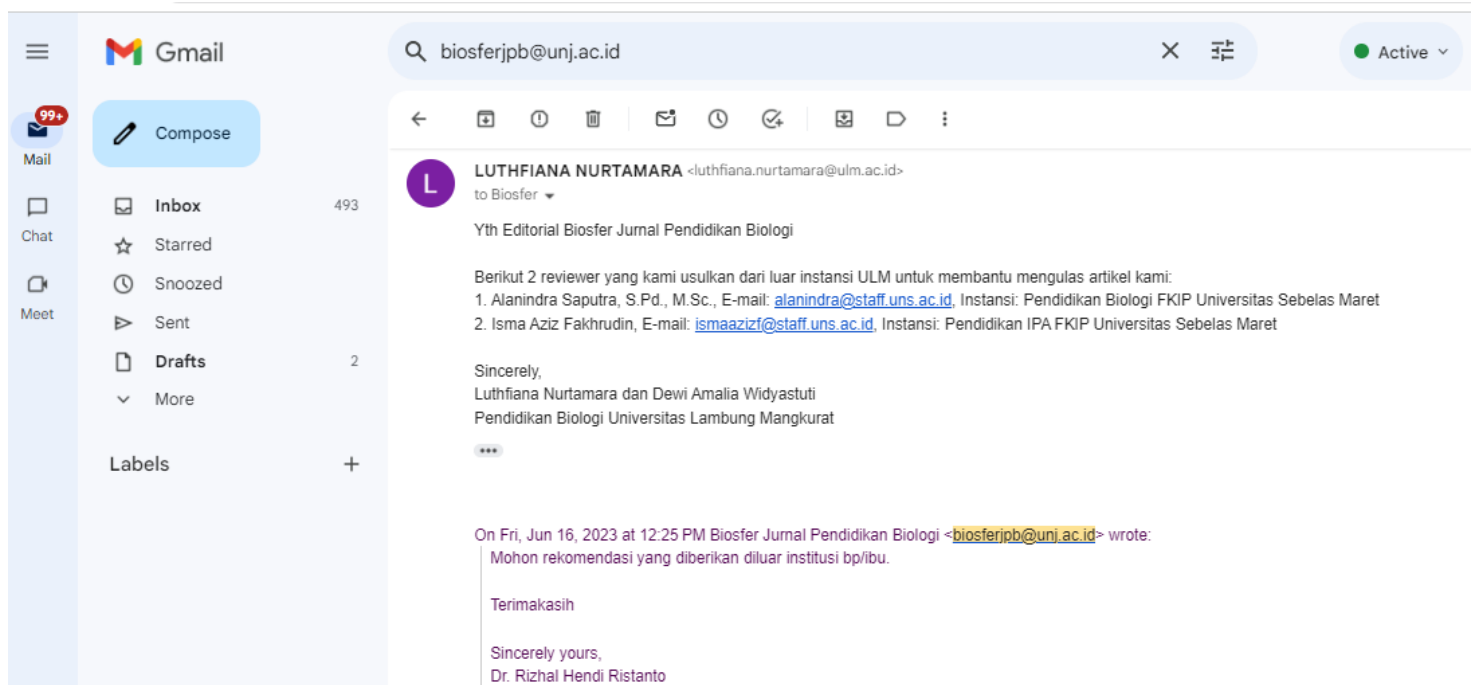 Gmail
biosferjpb@unj.ac.id
Active
99+
Mail
Compose
Chat
Inbox 493
Starred
Snoozed
Meet
Sent
Drafts 2
More
Labels
L
LUTHFIANA NURTAMARA <luthfiana.nurtamara@ulm.ac.id>
to Biosfer
Yth Editorial Biosfer Jurnal Pendidikan Biologi
Berikut 2 reviewer yang kami usulkan dari luar instansi ULM untuk membantu mengulas artikel kami:
1. Alanindra Saputra, S.Pd., M.Sc., E-mail: alanindra@staff.uns.ac.id, Instansi: Pendidikan Biologi FKIP Universitas Sebelas Maret
2. Isma Aziz Fakhrudin, E-mail: ismaazizf@staff.uns.ac.id, Instansi: Pendidikan IPA FKIP Universitas Sebelas Maret
Sincerely,
Luthfiana Nurtamara dan Dewi Amalia Widyastuti
Pendidikan Biologi Universitas Lambung Mangkurat
On Fri, Jun 16, 2023 at 12:25 PM Biosfer Jurnal Pendidikan Biologi <biosferjpb@unj.ac.id> wrote:
Mohon rekomendasi yang diberikan diluar institusi bp/ibu.
Terimakasih
Sincerely yours,
Dr. Rizhal Hendi Ristanto